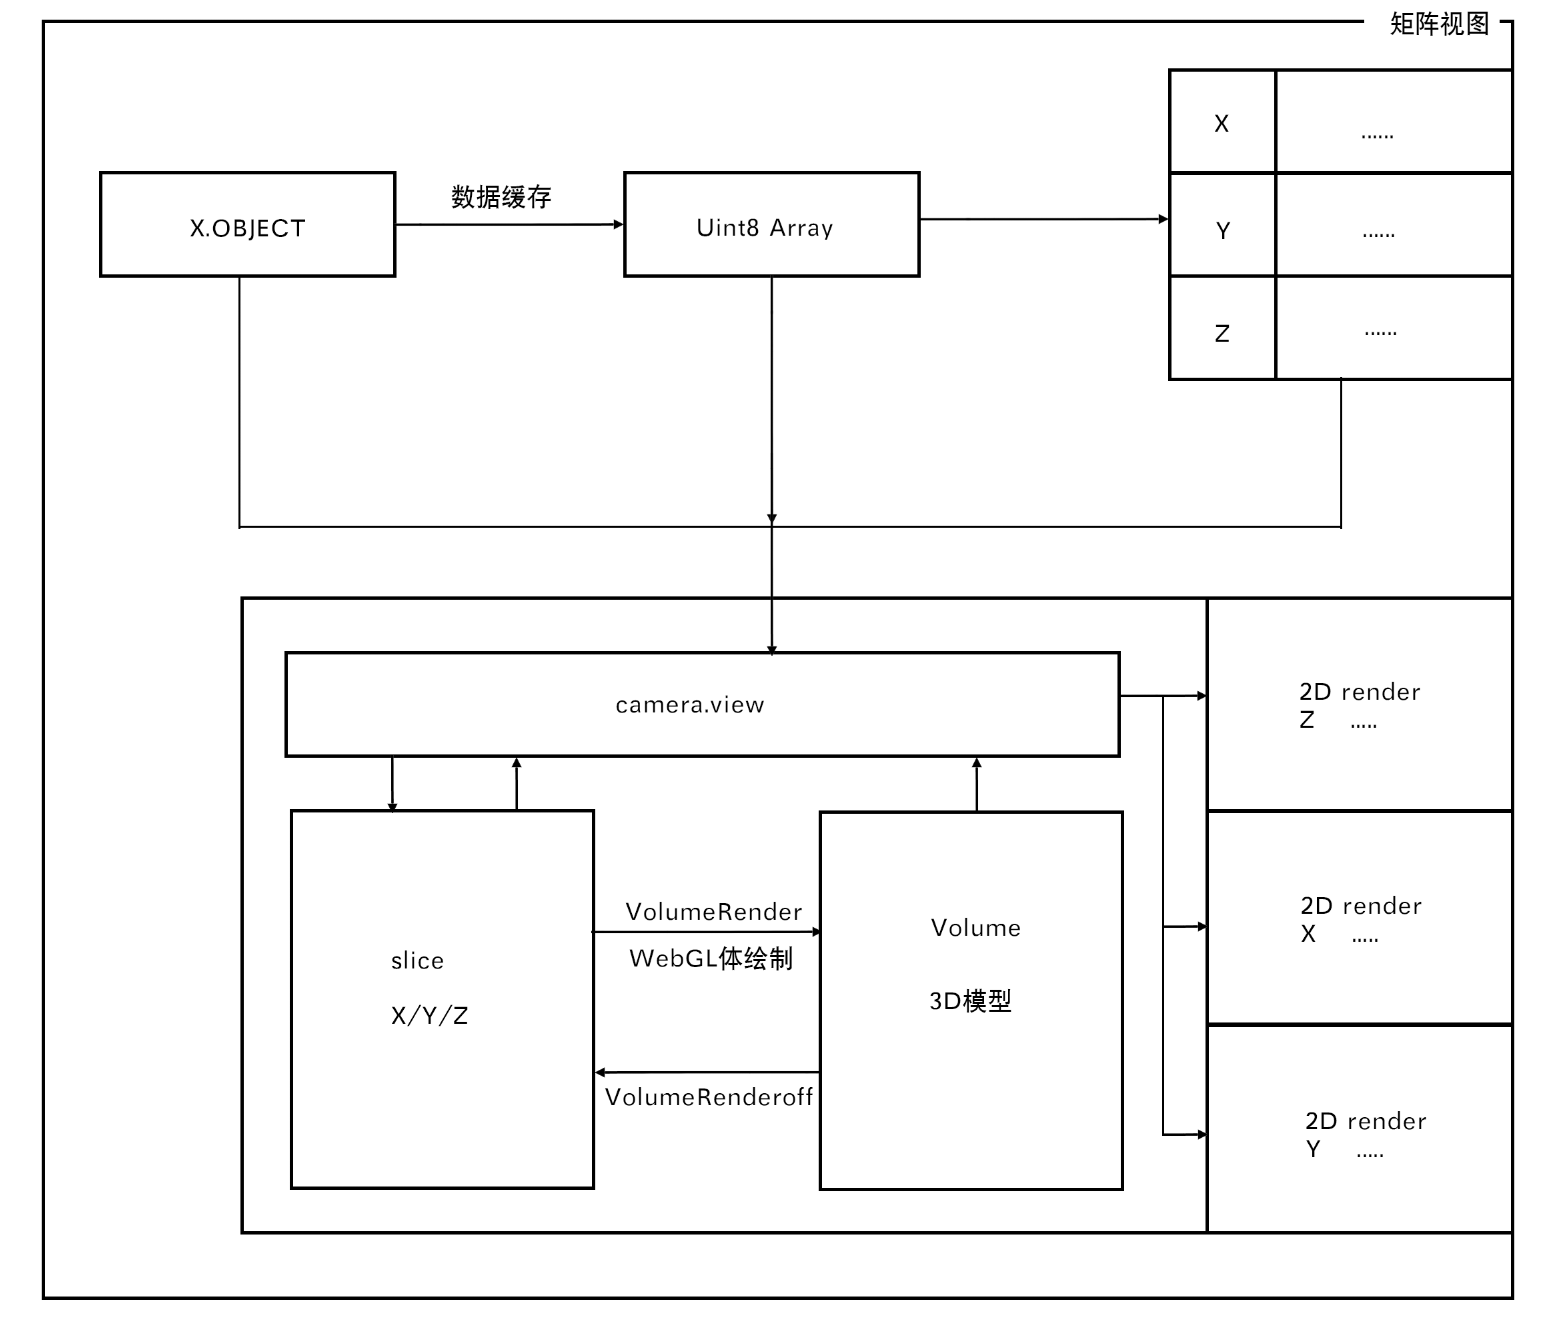 矩阵视图
X ......
数据缓存
X.OBJECT
Uint8 Array
Y ......
Z ......
camera.view
2D render
Z .....
VolumeRender
WebGL体绘制
slice
X/Y/Z
Volume
3D模型
VolumeRenderoff
2D render
X .....
2D render
Y .....